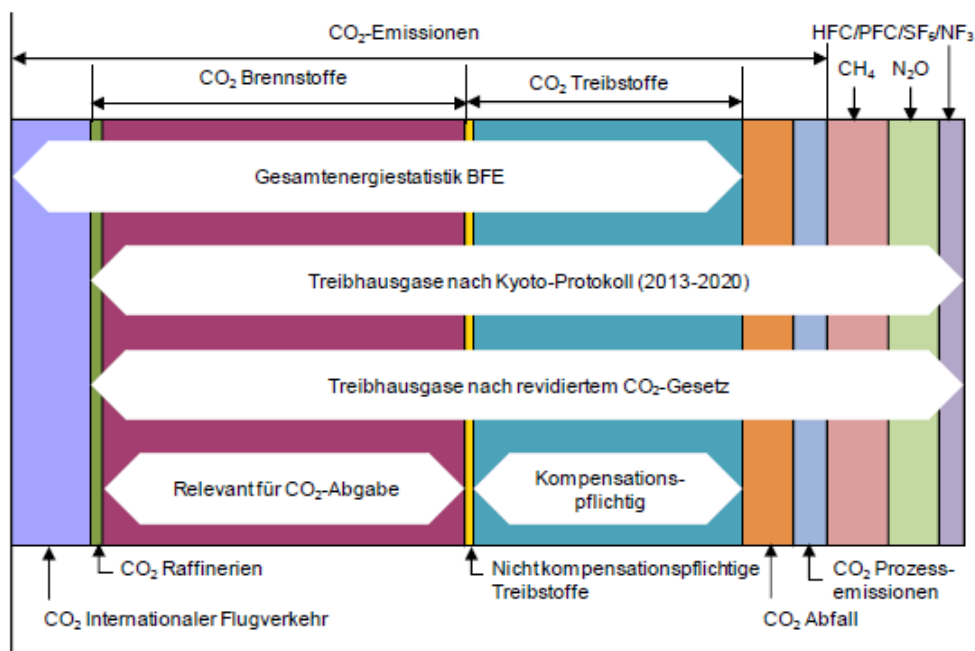 CO₂-Emissionen
HFC/PFC/SF₆/NF₃
CO₂ Brennstoffe
CO₂ Treibstoffe
CH₄
N₂O
Gesamtenergiestatistik BFE
Treibhausgase nach Kyoto-Protokoll (2013-2020)
Treibhausgase nach revidiertem CO₂-Gesetz
Relevant für CO₂-Abgabe
Kompensations-
pflichtig
CO₂ Raffinerien
Nicht kompensationspflichtige
Treibstoffe
CO₂ Prozess-
emissionen
CO₂ Internationaler Flugverkehr
CO₂ Abfall